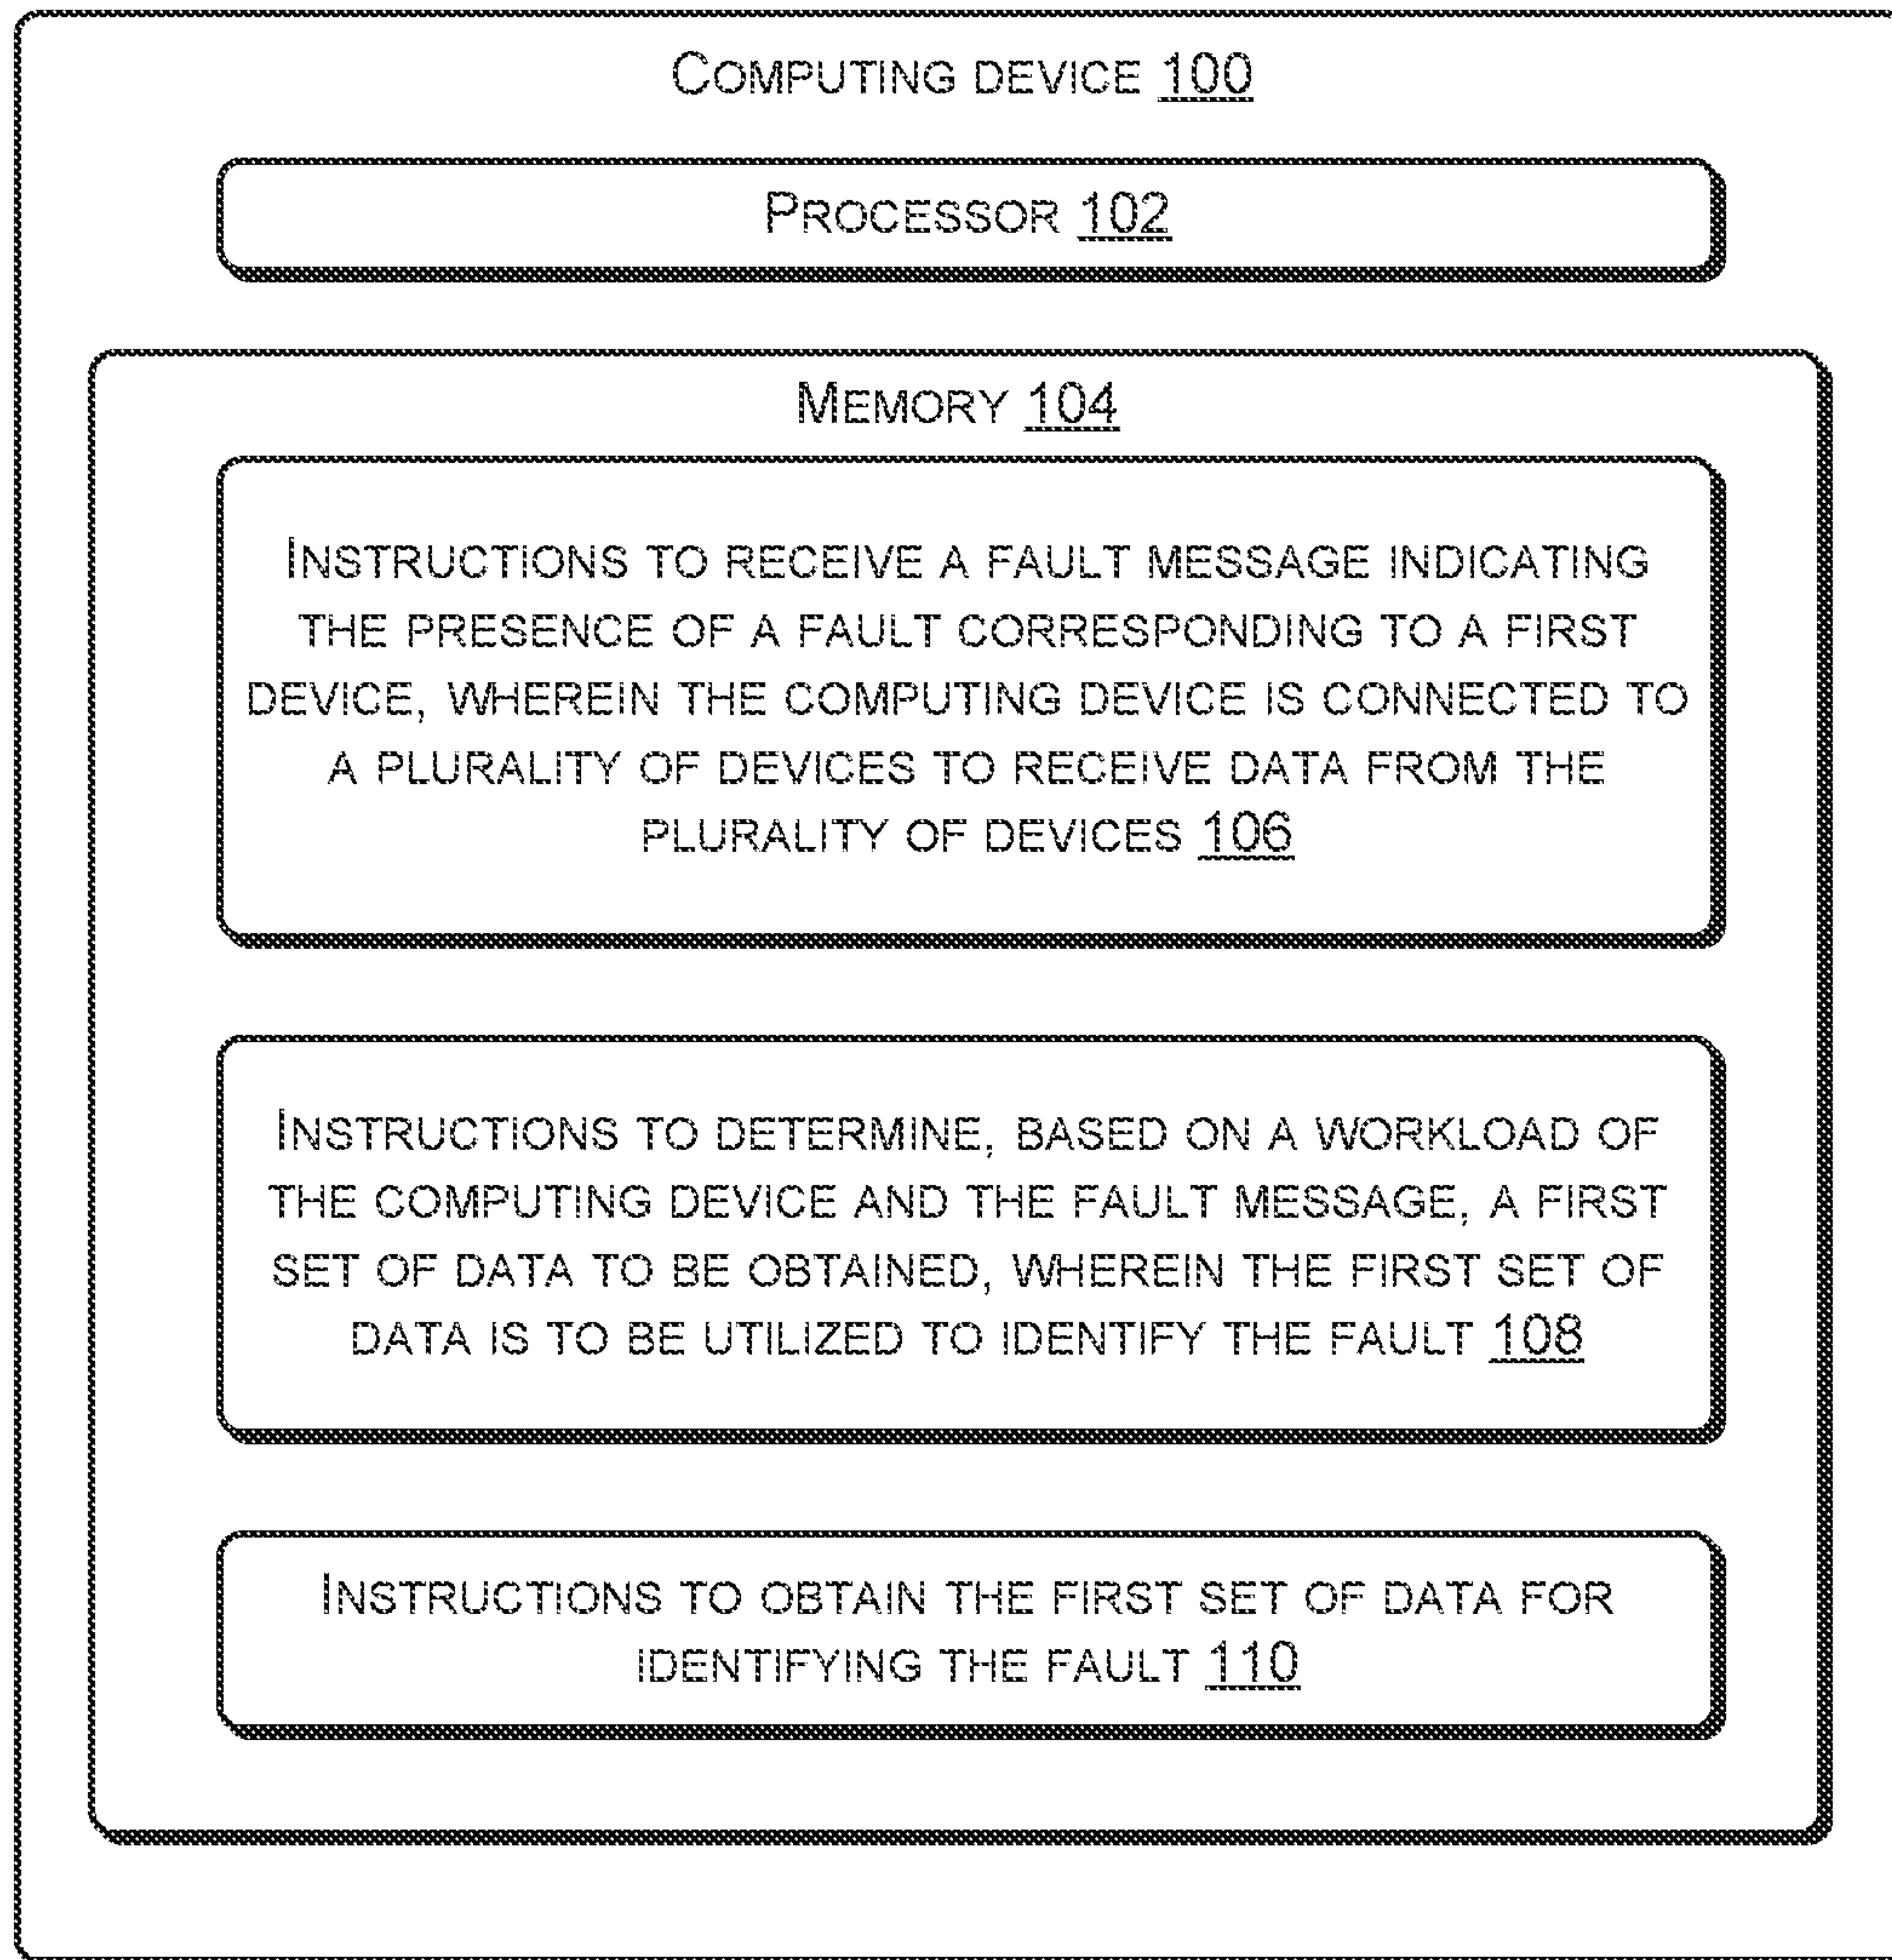 COMPUTING DEVICE 100
PROCESSOR 102
MEMORY 104
INSTRUCTIONS TO RECEIVE A FAULT MESSAGE INDICATING
THE PRESENCE OF A FAULT CORRESPONDING TO A FIRST
DEVICE, WHEREIN THE COMPUTING DEVICE IS CONNECTED TO
A PLURALITY OF DEVICES TO RECEIVE DATA FROM THE
PLURALITY OF DEVICES 106
INSTRUCTIONS TO DETERMINE, BASED ON A WORKLOAD OF
THE COMPUTING DEVICE AND THE FAULT MESSAGE, A FIRST
SET OF DATA TO BE OBTAINED, WHEREIN THE FIRST SET OF
DATA IS TO BE UTILIZED TO IDENTIFY THE FAULT 108
INSTRUCTIONS TO OBTAIN THE FIRST SET OF DATA FOR
IDENTIFYING THE FAULT 110